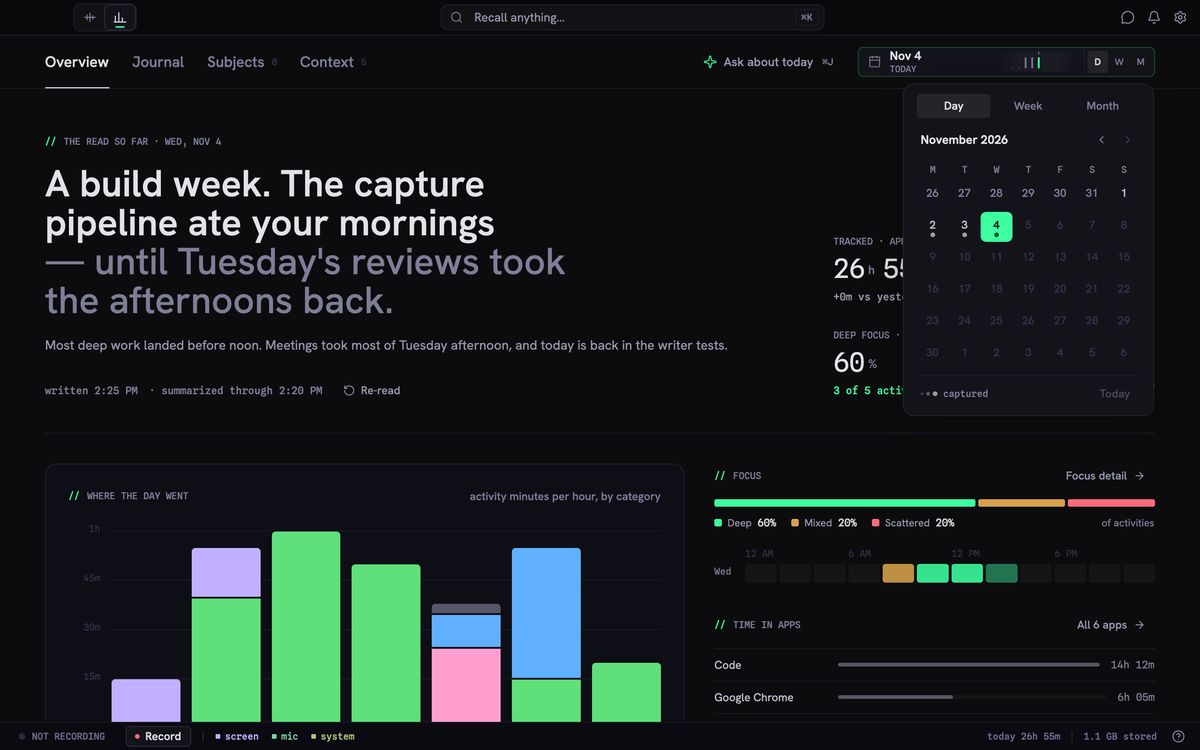 Recall anything...
⌘K
Overview
Journal
Subjects 8
Context 5
Ask about today ⌘J
Nov 4
TODAY
D W M
Day Week Month
November 2026
M T W T F S S
26 27 28 29 30 31 1
2 3 4 5 6 7 8
9 10 11 12 13 14 15
16 17 18 19 20 21 22
23 24 25 26 27 28 29
30 1 2 3 4 5 6
captured
Today
// THE READ SO FAR · WED, NOV 4
A build week. The capture
pipeline ate your mornings
— until Tuesday's reviews took
the afternoons back.
Most deep work landed before noon. Meetings took most of Tuesday afternoon, and today is back in the writer tests.
written 2:25 PM · summarized through 2:20 PM
Re-read
TRACKED ·
26 h
+0m vs
DEEP FOCUS ·
60 %
3 of 5
// WHERE THE DAY WENT
activity minutes per hour, by category
1h
45m
30m
15m
// FOCUS
Focus detail →
Deep 60% Mixed 20% Scattered 20%
of activities
12 AM 6 AM 12 PM 6 PM
Wed
// TIME IN APPS
All 6 apps →
Code 14h 12m
Google Chrome 6h 05m
NOT RECORDING
Record
screen mic system
today 26h 55m
1.1 GB stored